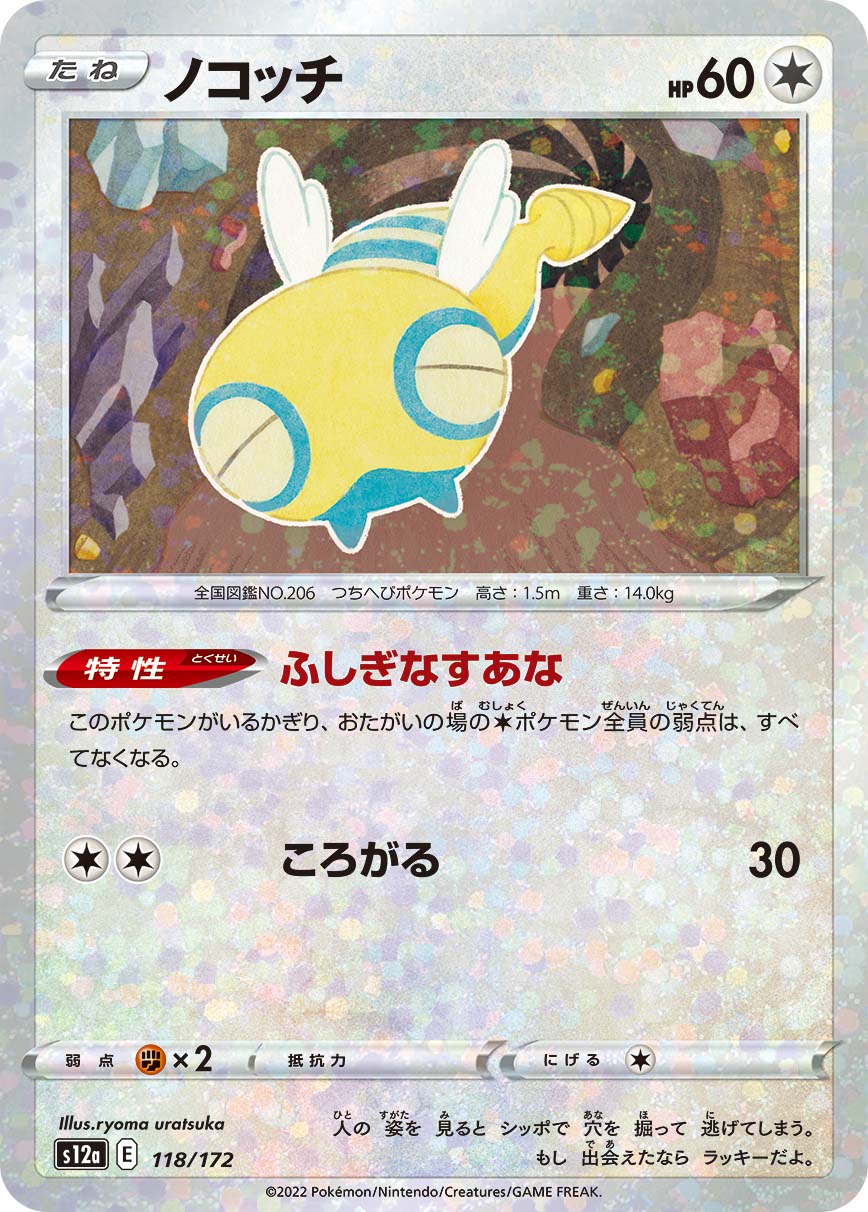 たね ノコッチ HP60
全国図鑑NO.206 つちへびポケモン 高さ：1.5m 重さ：14.0kg
特性 とくせい ふしぎなすあな
このポケモンがいるかぎり、おたがいの場のポケモン全員の弱点は、すべ
てなくなる。
ころがる 30
弱点 ×2 抵抗力 にげる
Illus.ryoma uratsuka
人の 姿を 見ると シッポで 穴を 掘って 逃げてしまう。
もし 出会えたなら ラッキーだよ。
s12a E 118/172
©2022 Pokémon/Nintendo/Creatures/GAME FREAK.